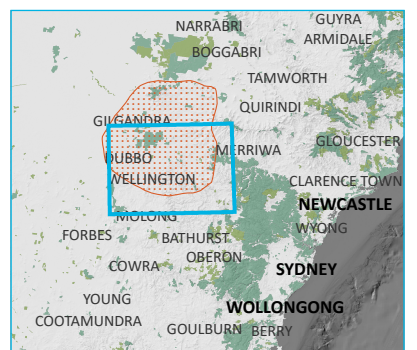 NARRABRI
GUYRA
ARMIDALE
BOGGABRI
TAMWORTH
QUIRINDI
GILGANDRA
GLOUCESTER
MERRIWA
DUBBO
WELLINGTON
CLARENCE TOWN
NEWCASTLE
MOLONG
WYONG
FORBES
BATHURST
OBERON
COWRA
SYDNEY
YOUNG
WOLLONGONG
COOTAMUNDRA
GOULBURN
BERRY